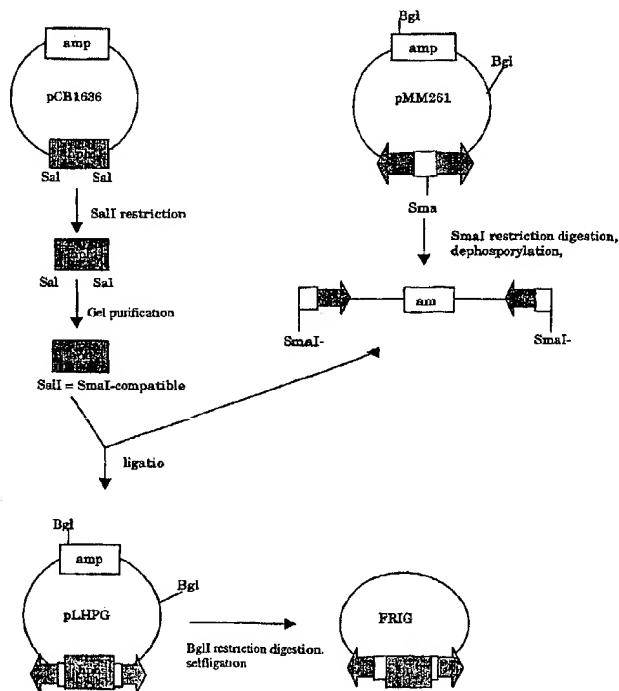 Bgl
amp
amp
Bgl
pCB1636
pMM261
Sal Sal
Sma
SalI restriction
SmaI restriction digestion,
dephosporylation,
Sal Sal
am
Gel purification
SmaI-
SmaI-
SalI = SmaI-compatible
ligatio
Bgl
amp
Bgl
pLHPG
FRIG
BglI restriction digestion.
selfligation